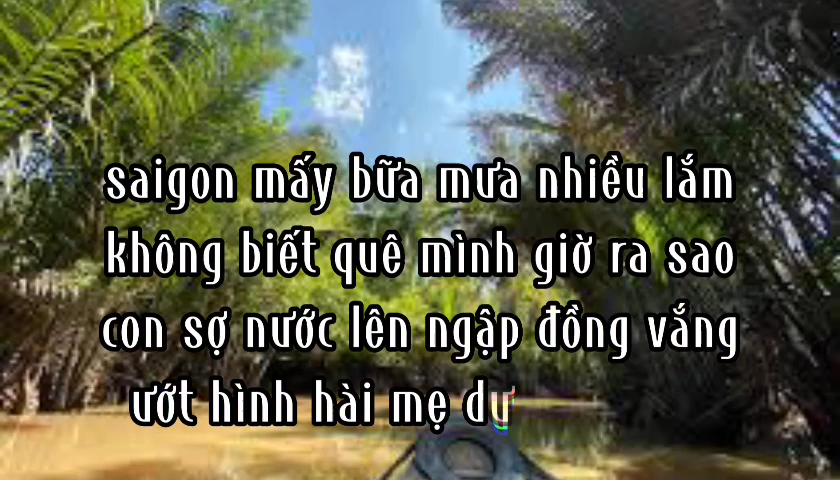 saigon mấy bữa mưa nhiều lắm
không biết quê mình giờ ra sao
con sợ nước lên ngập đồng vắng
ướt hình hài mẹ dự